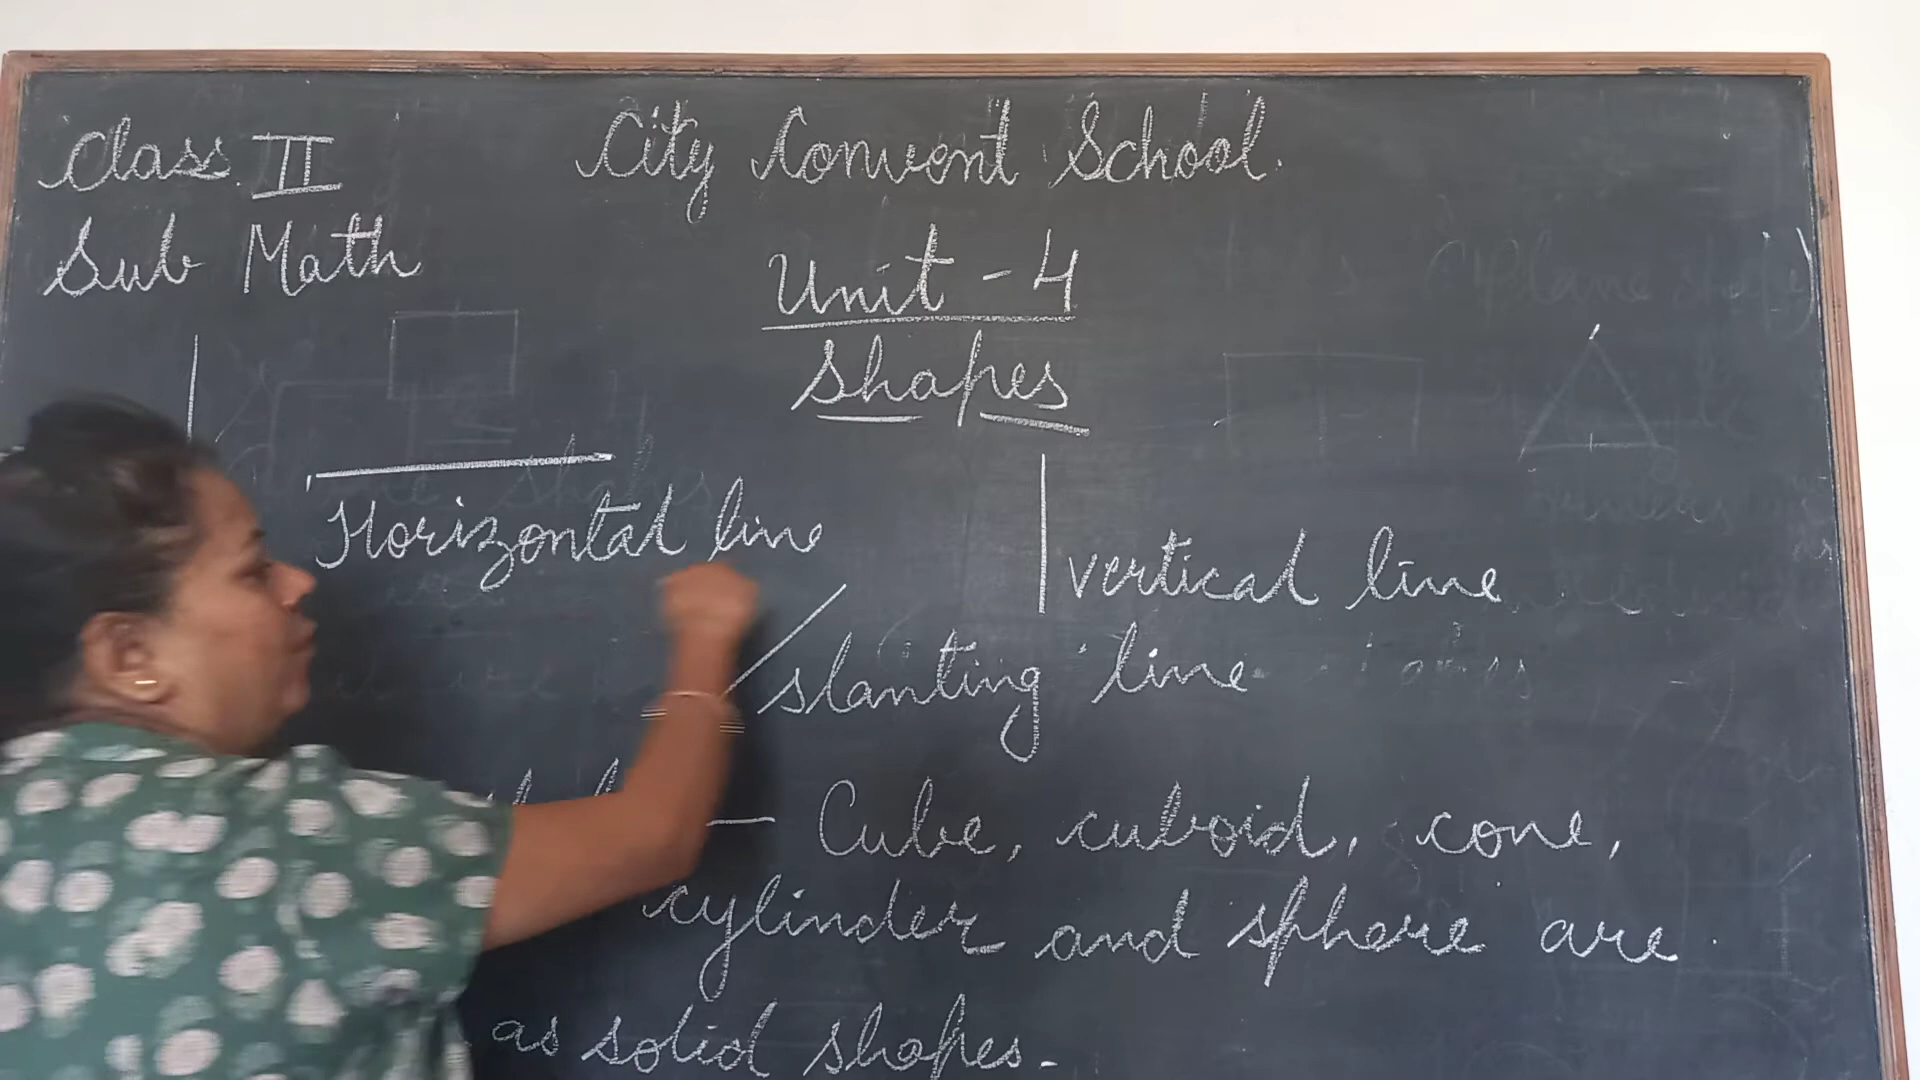 Class II
City Convent School.
Sub Math
Unit - 4
Shapes
Horizontal line
vertical line
slanting line
— Cube, cuboid, cone,
cylinder and sphere are
as solid shapes.